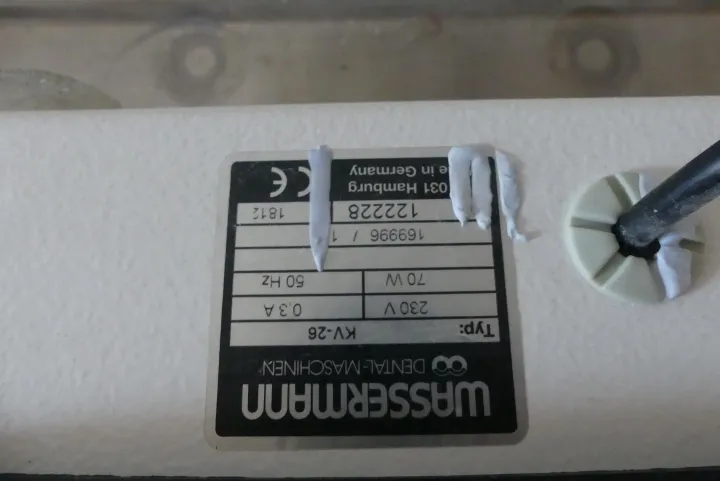 WASSERMANN
DENTAL-MASCHINEN
Typ: KV-26
230 V 0,3 A
70 W 50 Hz
169996 / 1
122228 1812
031 Hamburg
e in Germany CE